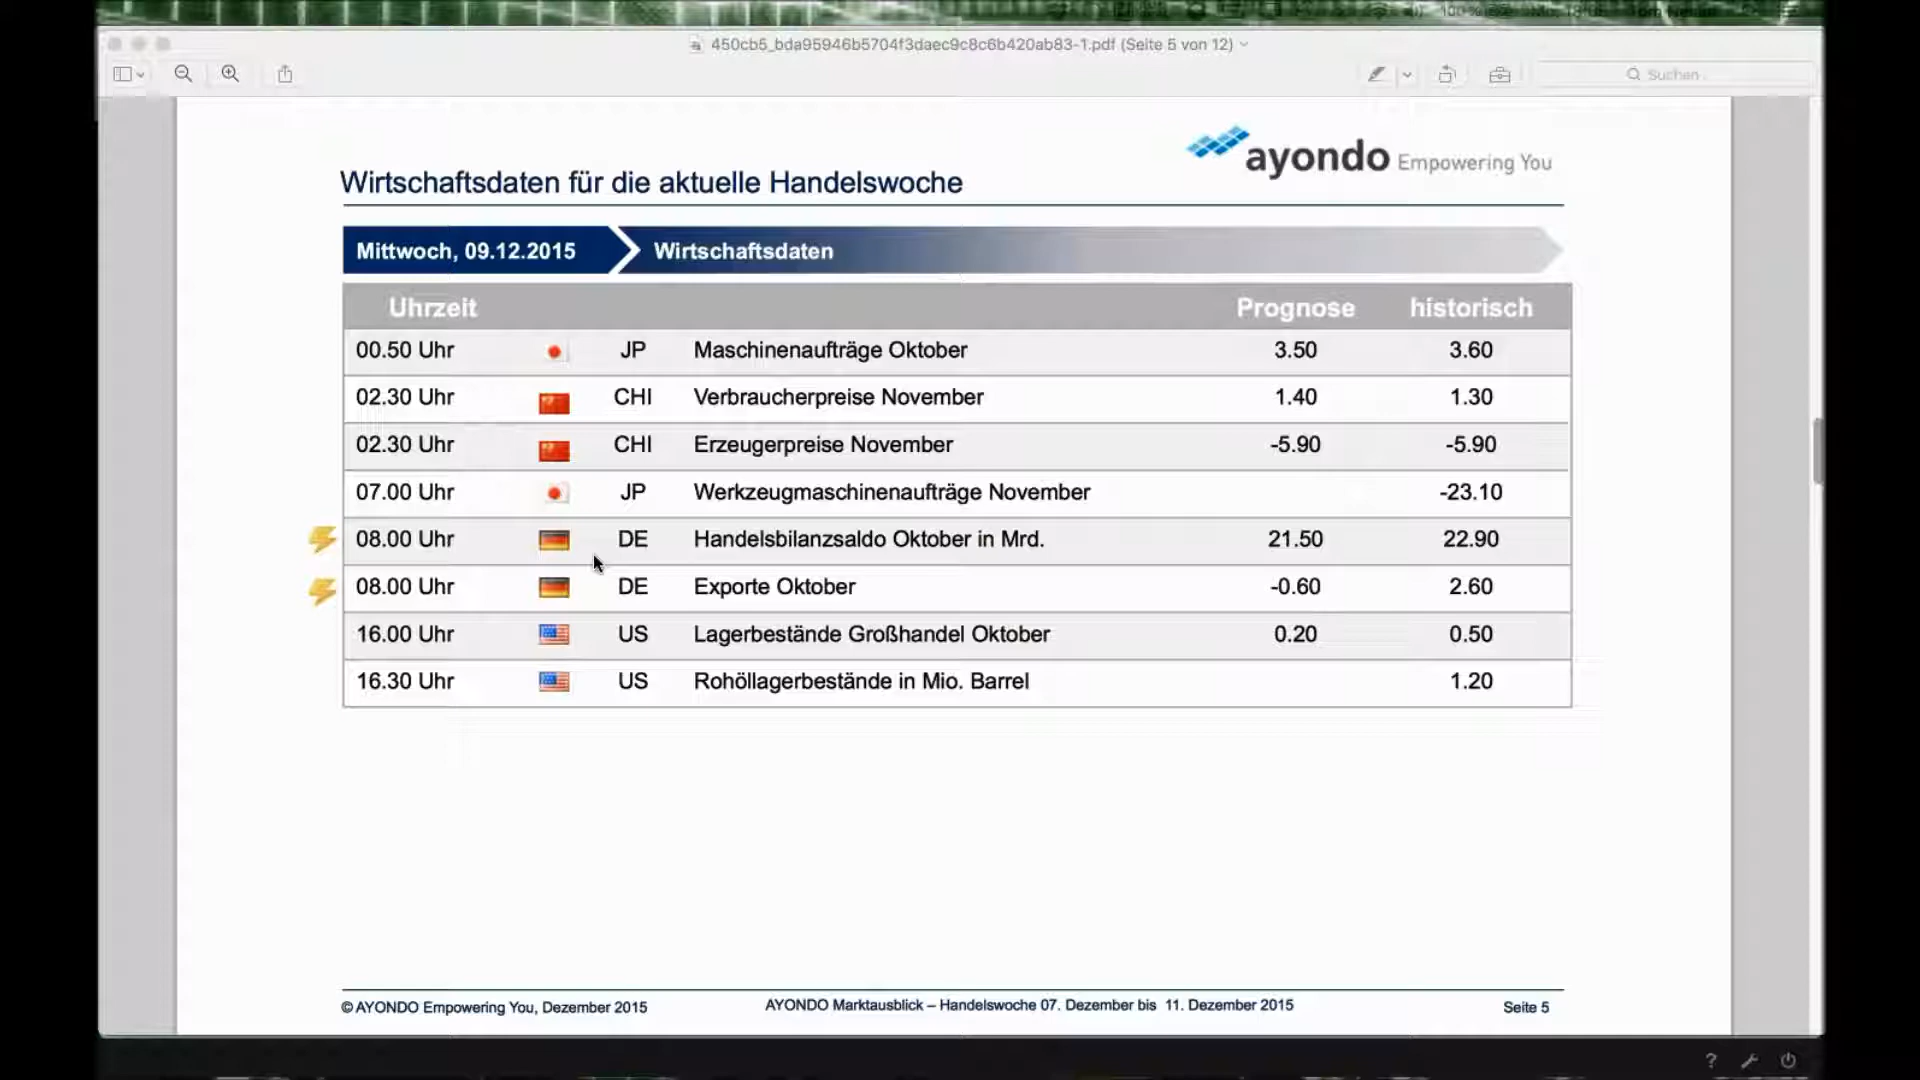 450cb5_bda95946b5704f3daec9c8c6b420ab83-1.pdf (Seite 5 von 12)
Suchen
ayondo Empowering You
Wirtschaftsdaten für die aktuelle Handelswoche
Mittwoch, 09.12.2015 Wirtschaftsdaten
Uhrzeit Prognose historisch
00.50 Uhr JP Maschinenaufträge Oktober 3.50 3.60
02.30 Uhr CHI Verbraucherpreise November 1.40 1.30
02.30 Uhr CHI Erzeugerpreise November -5.90 -5.90
07.00 Uhr JP Werkzeugmaschinenaufträge November -23.10
08.00 Uhr DE Handelsbilanzsaldo Oktober in Mrd. 21.50 22.90
08.00 Uhr DE Exporte Oktober -0.60 2.60
16.00 Uhr US Lagerbestände Großhandel Oktober 0.20 0.50
16.30 Uhr US Rohöllagerbestände in Mio. Barrel 1.20
© AYONDO Empowering You, Dezember 2015 AYONDO Marktausblick – Handelswoche 07. Dezember bis 11. Dezember 2015 Seite 5
?